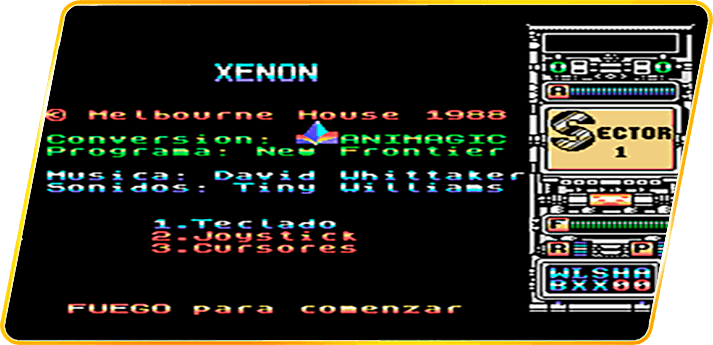 XENON
© Melbourne House 1988
Conversion: ANIMAGIC
Programa: New Frontier
Musica: David Whittaker
Sonidos: Tiny Williams
1.Teclado
2.Joystick
3.Cursores
FUEGO para comenzar
A
SECTOR
1
F
R P
WLSHA
BXX00